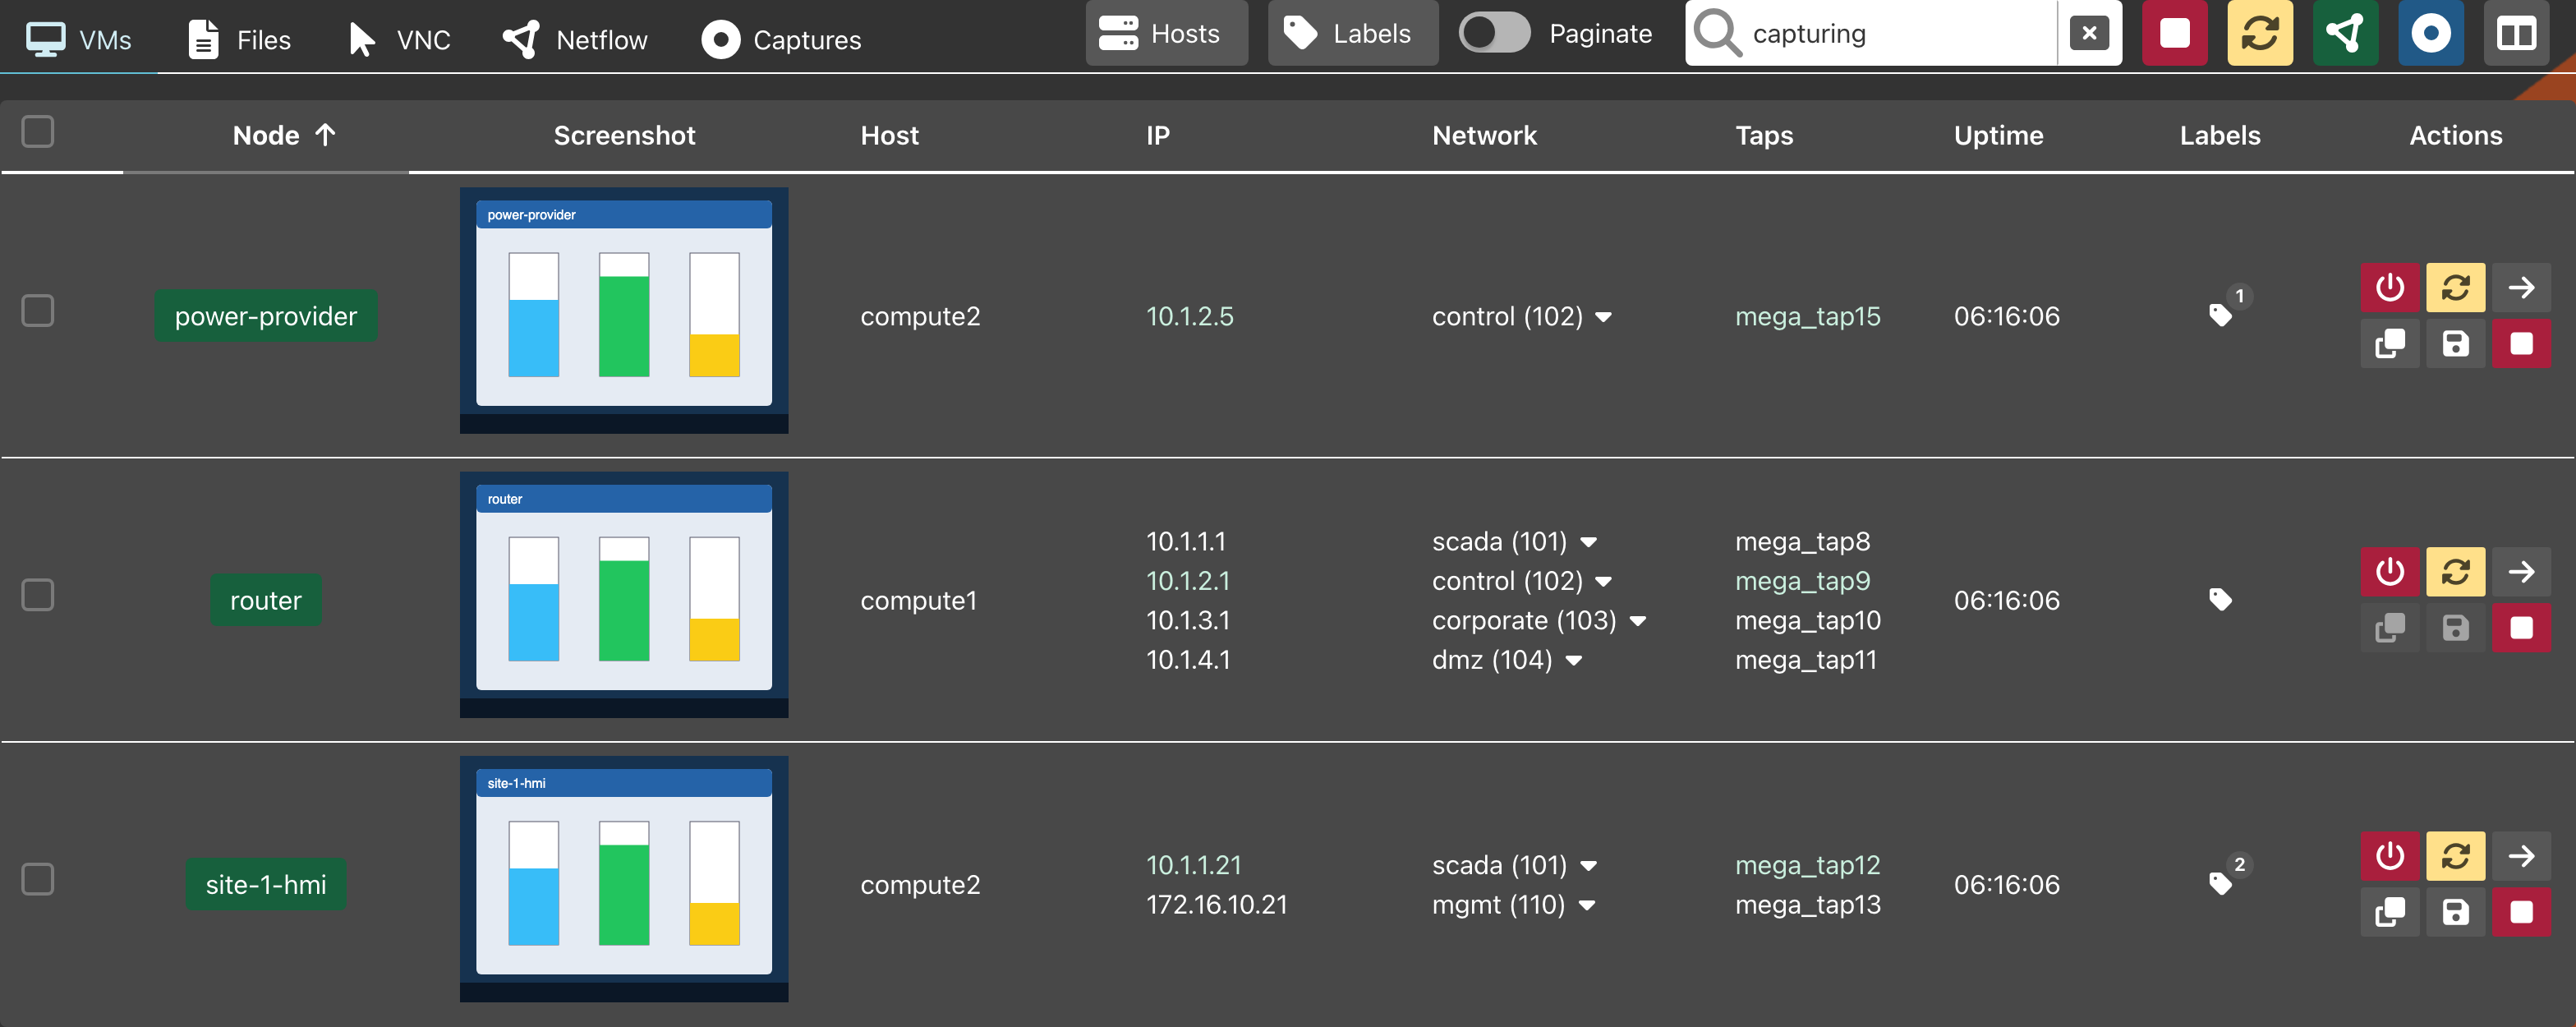 VMs Files VNC Netflow Captures Hosts Labels Paginate capturing
Node Screenshot Host IP Network Taps Uptime Labels Actions
power-provider
power-provider compute2 10.1.2.5 control (102) mega_tap15 06:16:06 1
router
10.1.1.1 scada (101) mega_tap8
10.1.2.1 control (102) mega_tap9
router compute1 06:16:06
10.1.3.1 corporate (103) mega_tap10
10.1.4.1 dmz (104) mega_tap11
site-1-hmi
10.1.1.21 scada (101) mega_tap12
site-1-hmi compute2 06:16:06 2
172.16.10.21 mgmt (110) mega_tap13